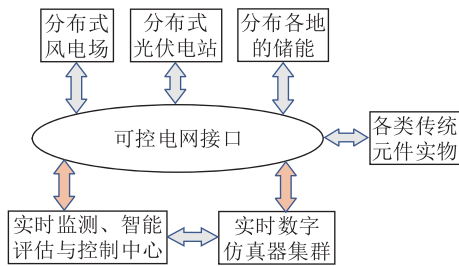 分布式
风电场
分布式
光伏电站
分布各地
的储能
可控电网接口
各类传统
元件实物
实时监测、智能
评估与控制中心
实时数字
仿真器集群